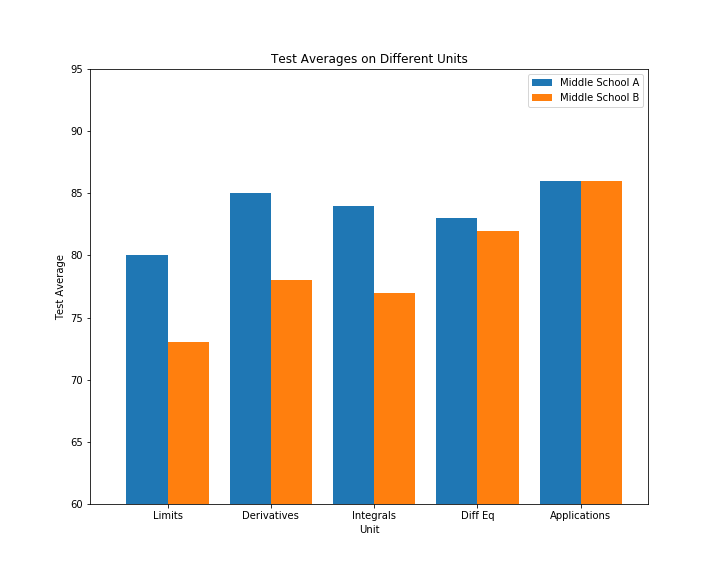 Test Averages on Different Units
Middle School A
Middle School B
95
90
85
80
75
70
65
60
Test Average
Limits
Derivatives
Integrals
Diff Eq
Applications
Unit